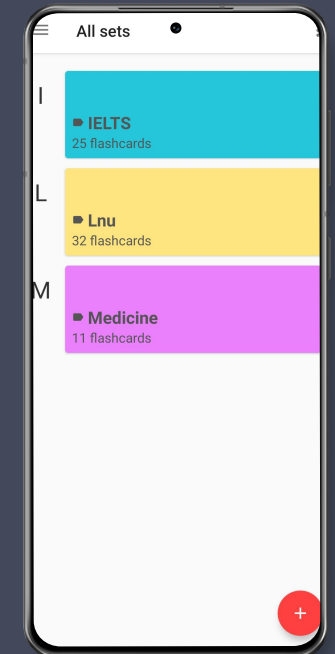 All sets
I
IELTS
25 flashcards
L
Lnu
32 flashcards
M
Medicine
11 flashcards
+